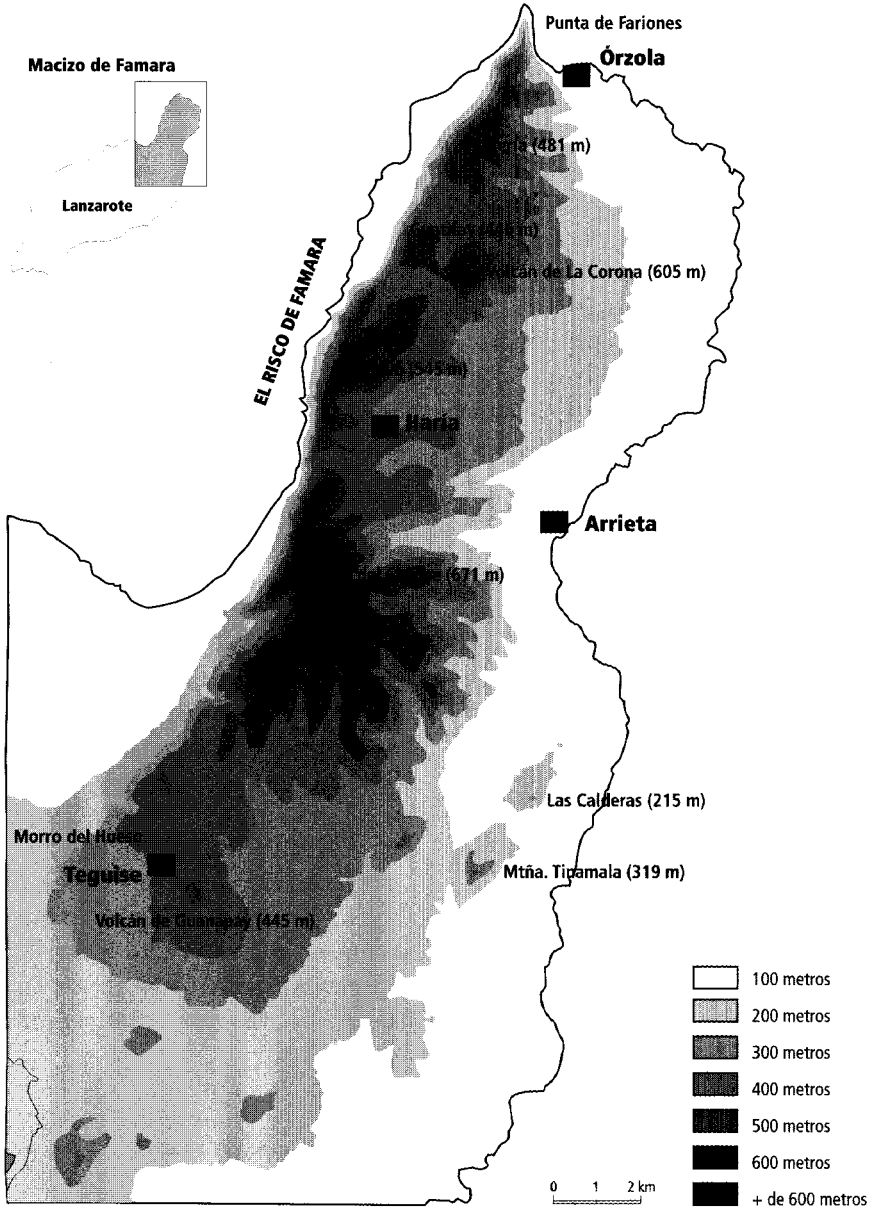 Punta de Fariones
Órzola
Macizo de Famara
(481 m)
Lanzarote
Volcán de La Corona (605 m)
EL RISCO DE FAMARA
(545 m)
Haría
Arrieta
(671 m)
Las Calderas (215 m)
Morro del Hueso
Teguise
Mtña. Tinamala (319 m)
Volcán de Guanapay (445 m)
100 metros
200 metros
300 metros
400 metros
500 metros
600 metros
+ de 600 metros
0 1 2 km